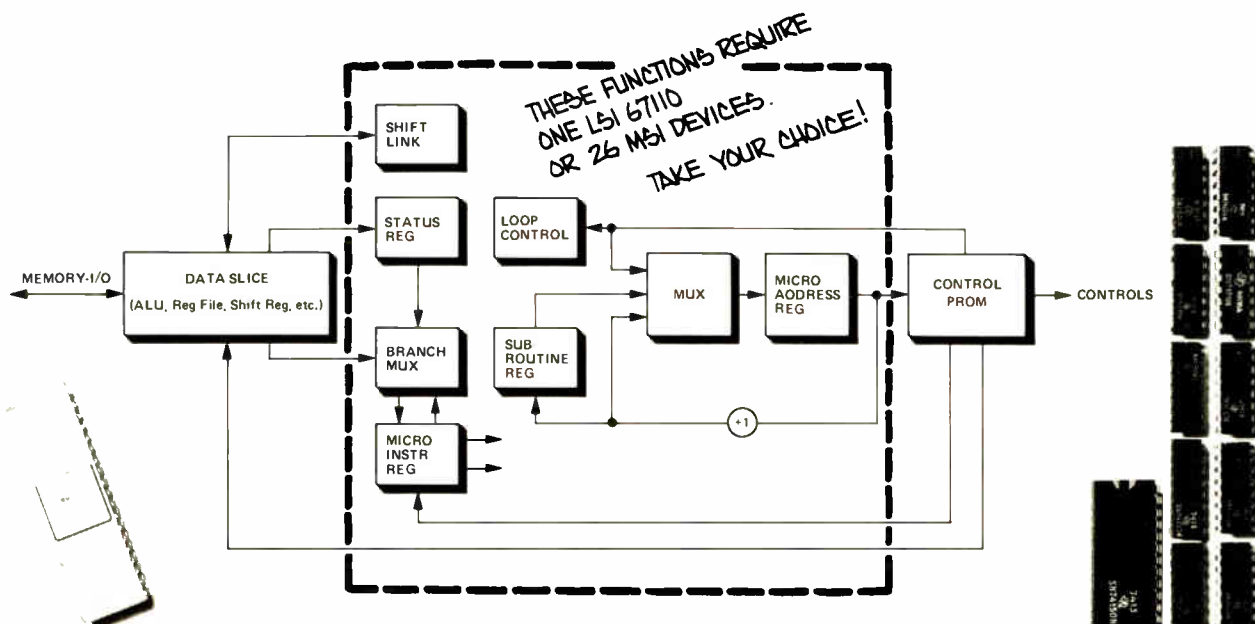 THESE FUNCTIONS REQUIRE
ONE LSI 67110
OR 26 MSI DEVICES.
TAKE YOUR CHOICE!
SHIFT
LINK
STATUS
REG
LOOP
CONTROL
MEMORY-I/O
DATA SLICE
(ALU, Reg File, Shift Reg, etc.)
MUX
MICRO
AODRESS
REG
CONTROL
PROM
CONTROLS
BRANCH
MUX
SUB
ROUTINE
REG
+1
MICRO
INSTR
REG
SN74150N